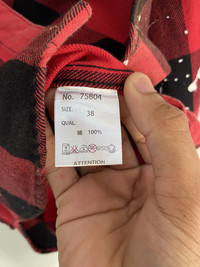 No. 75804
SIZE. 38
QUAL.
綿 100%
ATTENTION